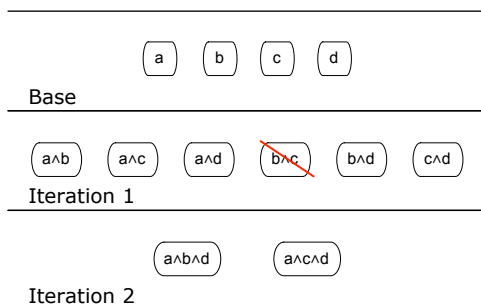 a b c d
Base
a∧b a∧c a∧d b∧c b∧d c∧d
Iteration 1
a∧b∧d a∧c∧d
Iteration 2